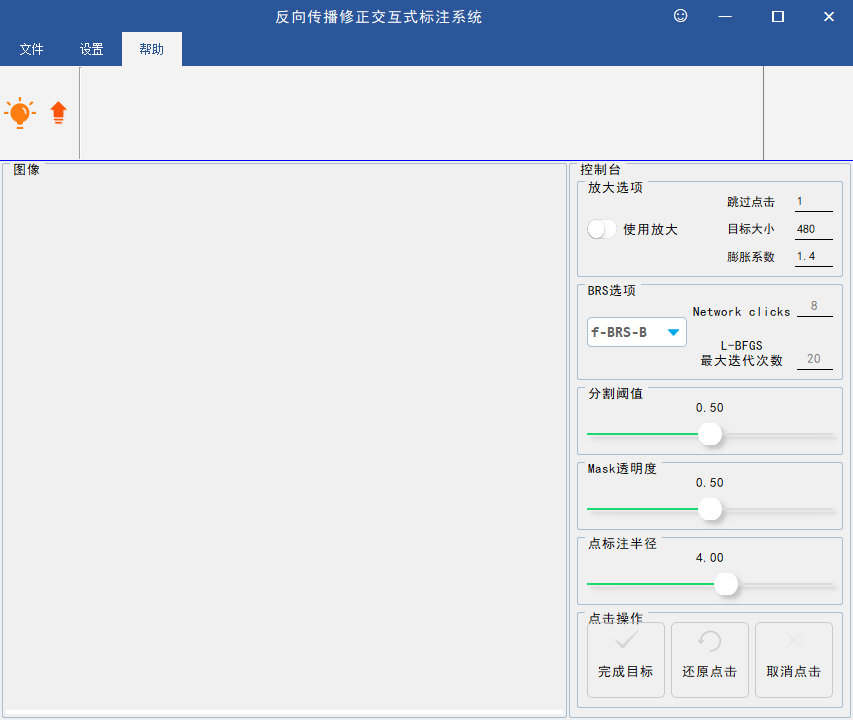 反向传播修正交互式标注系统
文件 设置 帮助
图像
控制台
放大选项
跳过点击 1
使用放大
目标大小 480
膨胀系数 1.4
BRS选项
Network clicks 8
f-BRS-B
L-BFGS
最大迭代次数 20
分割阈值
0.50
Mask透明度
0.50
点标注半径
4.00
点击操作
完成目标 还原点击 取消点击